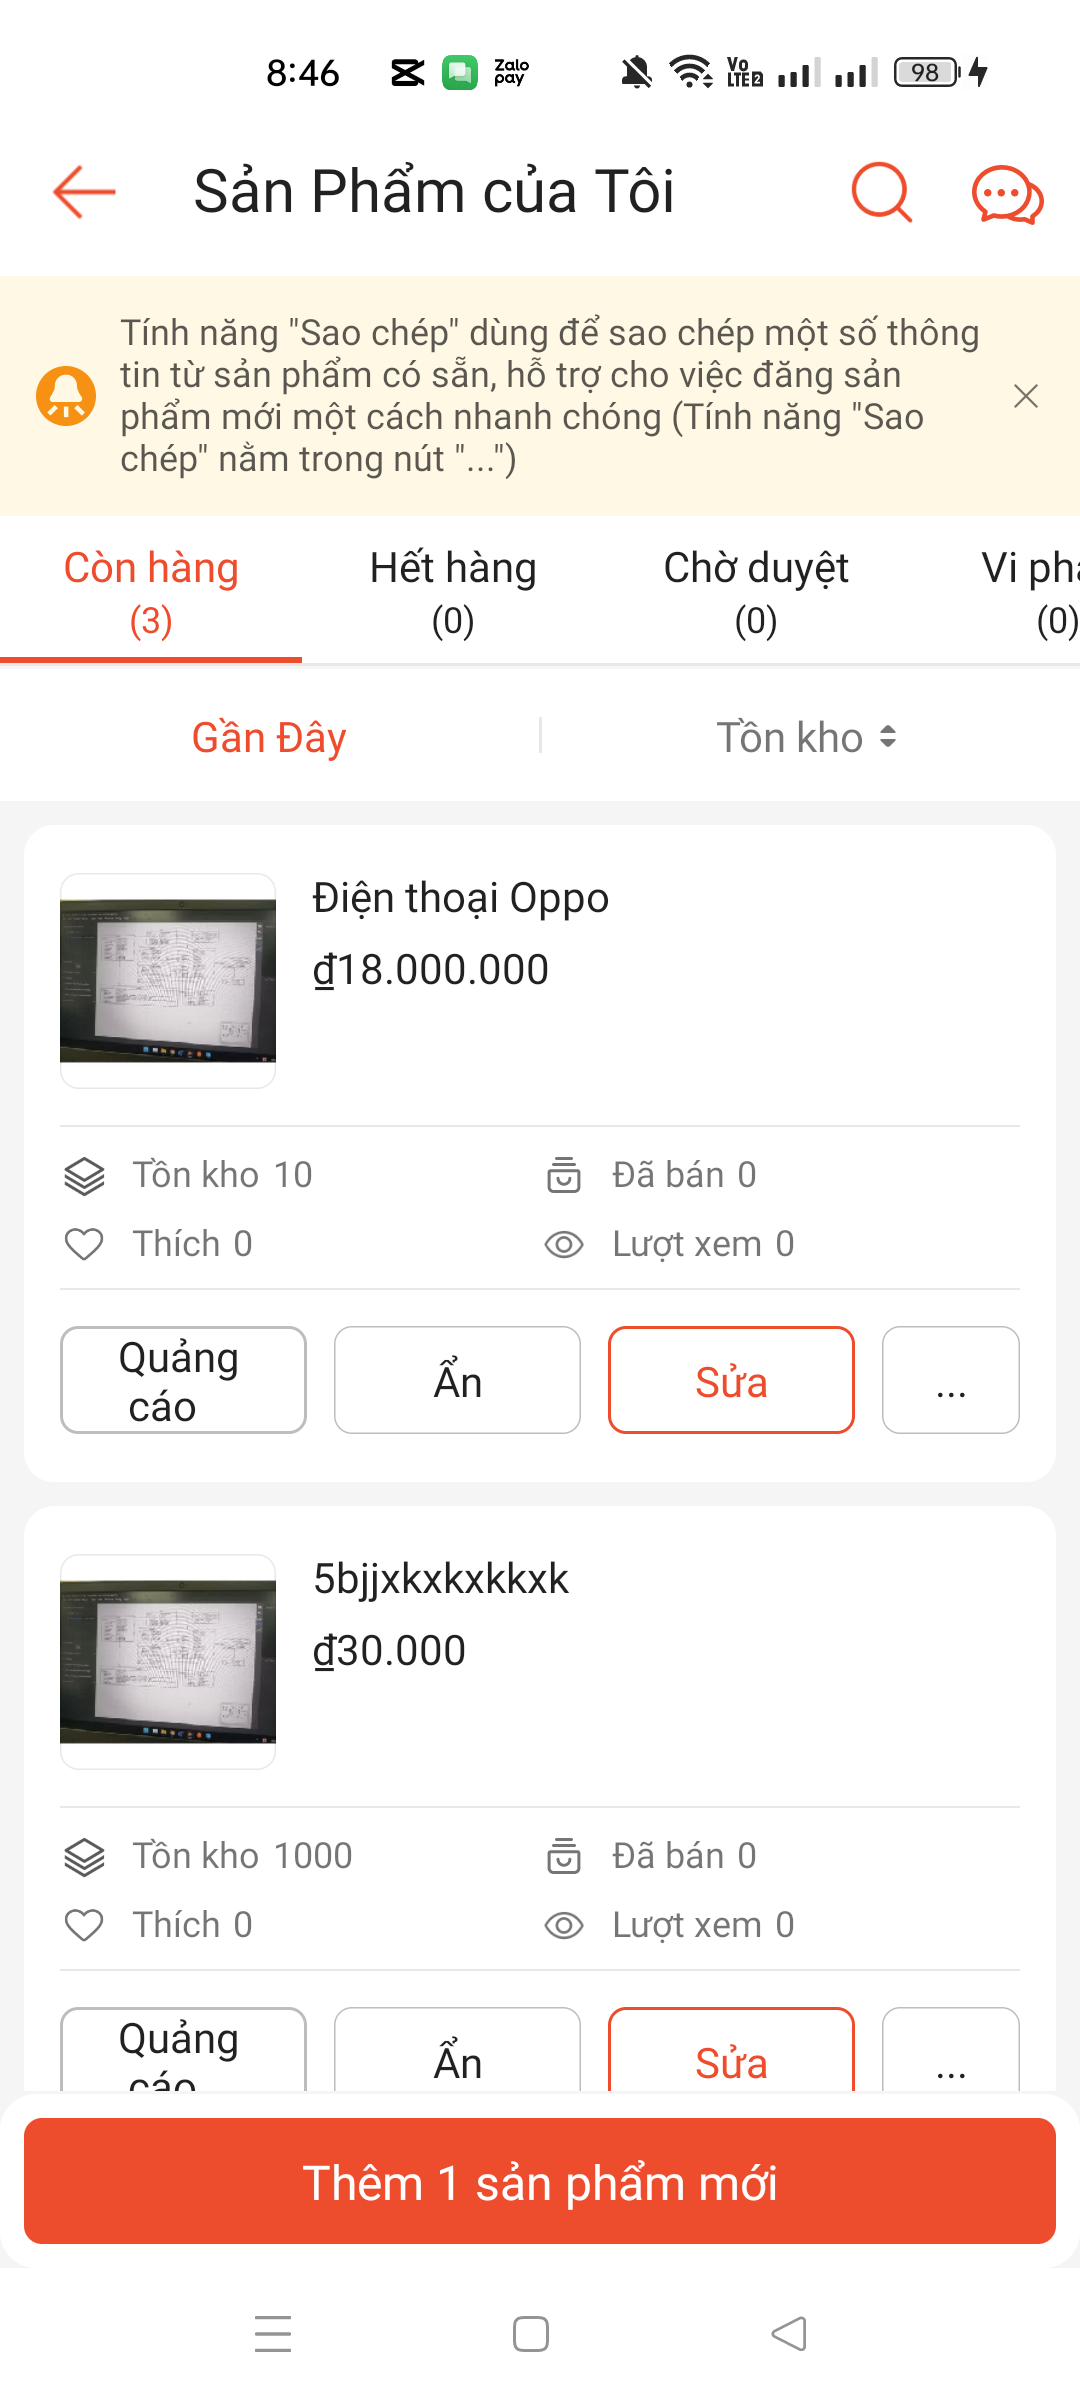 8:46
Zalo pay
Vo LTE 2
98
Sản Phẩm của Tôi
Tính năng "Sao chép" dùng để sao chép một số thông
tin từ sản phẩm có sẵn, hỗ trợ cho việc đăng sản
phẩm mới một cách nhanh chóng (Tính năng "Sao
chép" nằm trong nút "...")
Còn hàng
(3)
Hết hàng
(0)
Chờ duyệt
(0)
Vi phạ
(0)
Gần Đây
Tồn kho
Điện thoại Oppo
₫18.000.000
Tồn kho 10
Đã bán 0
Thích 0
Lượt xem 0
Quảng
cáo
Ẩn
Sửa
...
5bjjxkxkxkkxk
₫30.000
Tồn kho 1000
Đã bán 0
Thích 0
Lượt xem 0
Quảng
cáo
Ẩn
Sửa
...
Thêm 1 sản phẩm mới